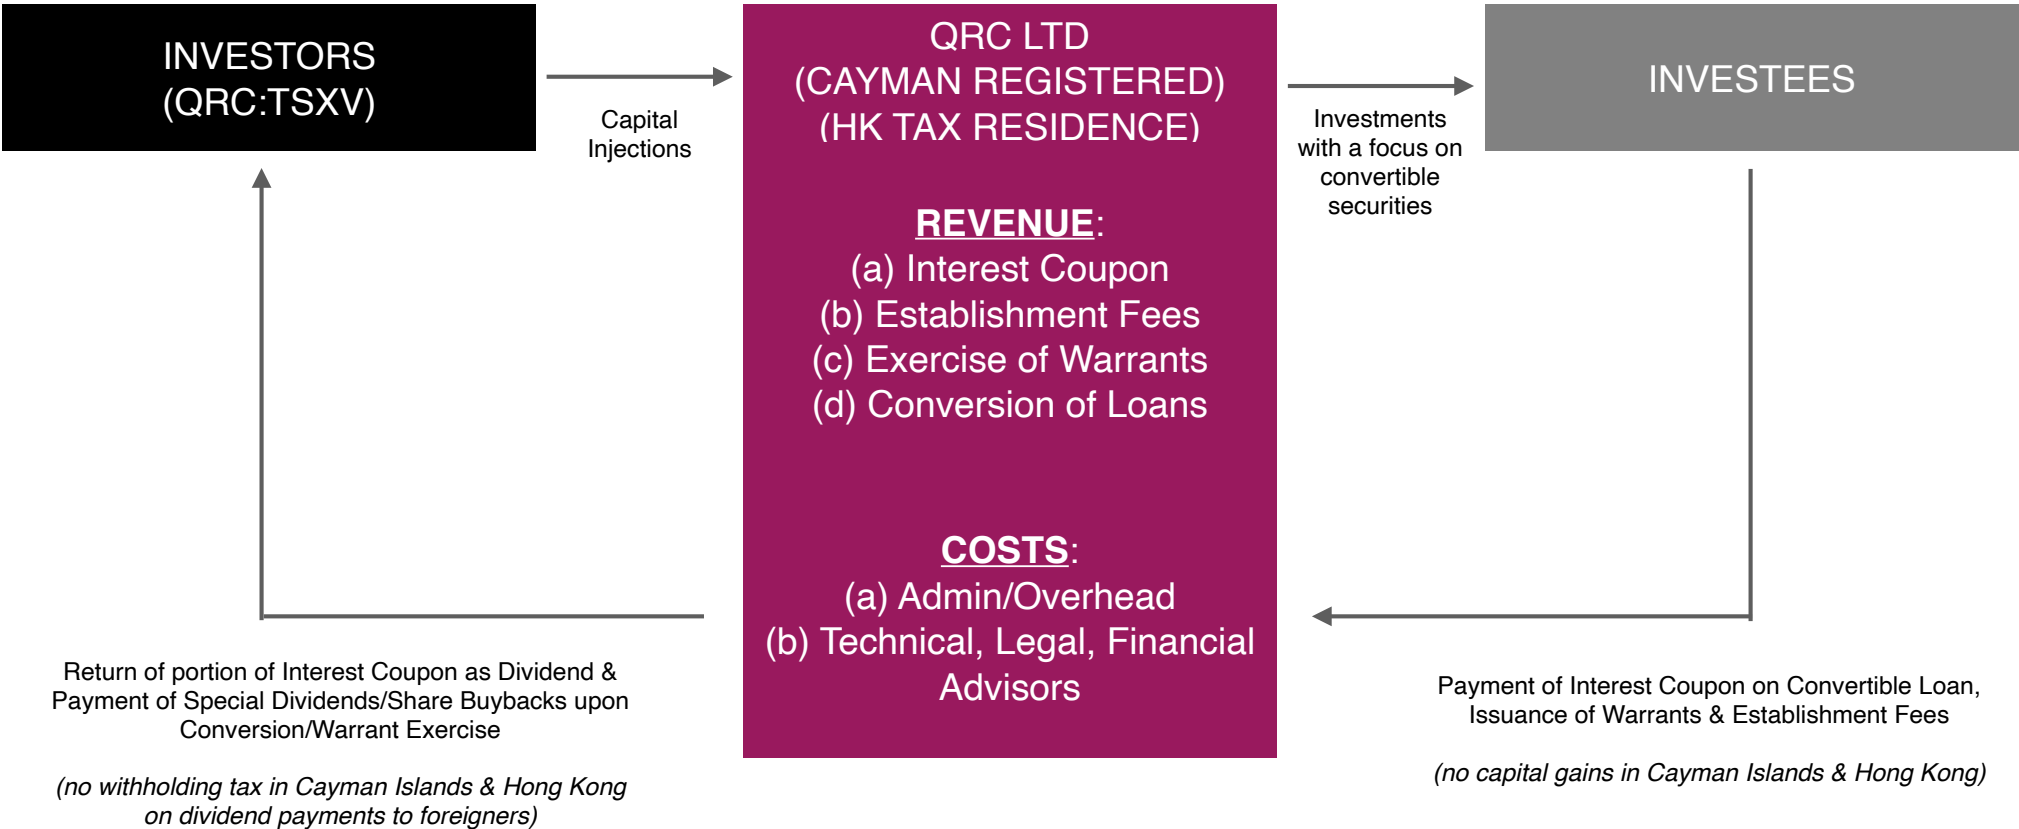 INVESTORS
(QRC:TSXV)
Capital
Injections
QRC LTD
(CAYMAN REGISTERED)
(HK TAX RESIDENCE)
REVENUE:
(a) Interest Coupon
(b) Establishment Fees
(c) Exercise of Warrants
(d) Conversion of Loans
COSTS:
(a) Admin/Overhead
(b) Technical, Legal, Financial
Advisors
Investments
with a focus on
convertible
securities
INVESTEES
Return of portion of Interest Coupon as Dividend &
Payment of Special Dividends/Share Buybacks upon
Conversion/Warrant Exercise
(no withholding tax in Cayman Islands & Hong Kong
on dividend payments to foreigners)
Payment of Interest Coupon on Convertible Loan,
Issuance of Warrants & Establishment Fees
(no capital gains in Cayman Islands & Hong Kong)